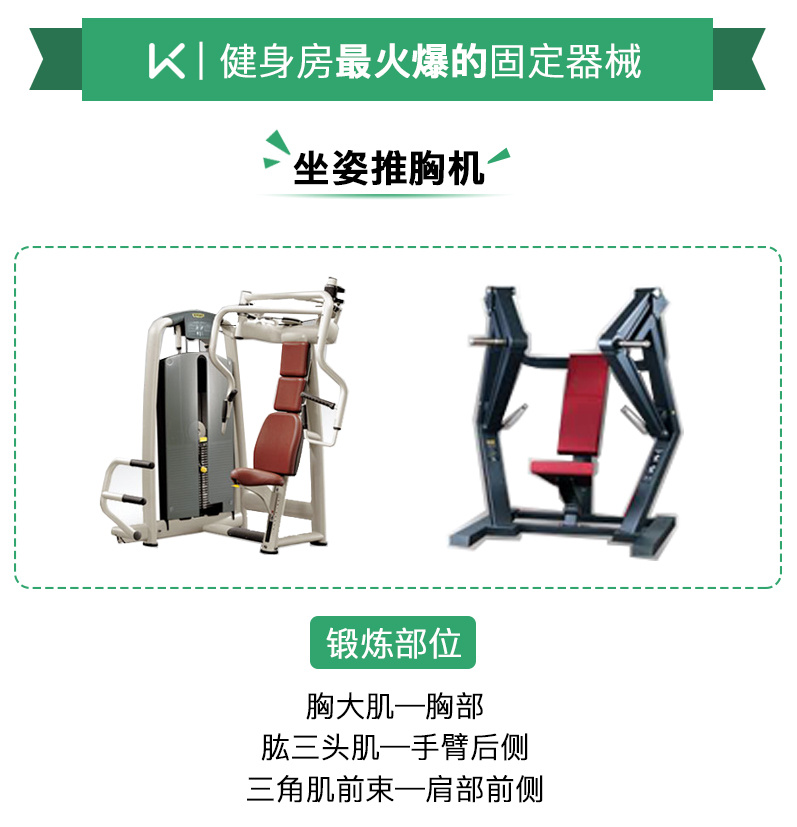 K|健身房最火爆的固定器械
坐姿推胸机
锻炼部位
胸大肌—胸部
肱三头肌—手臂后侧
三角肌前束—肩部前侧